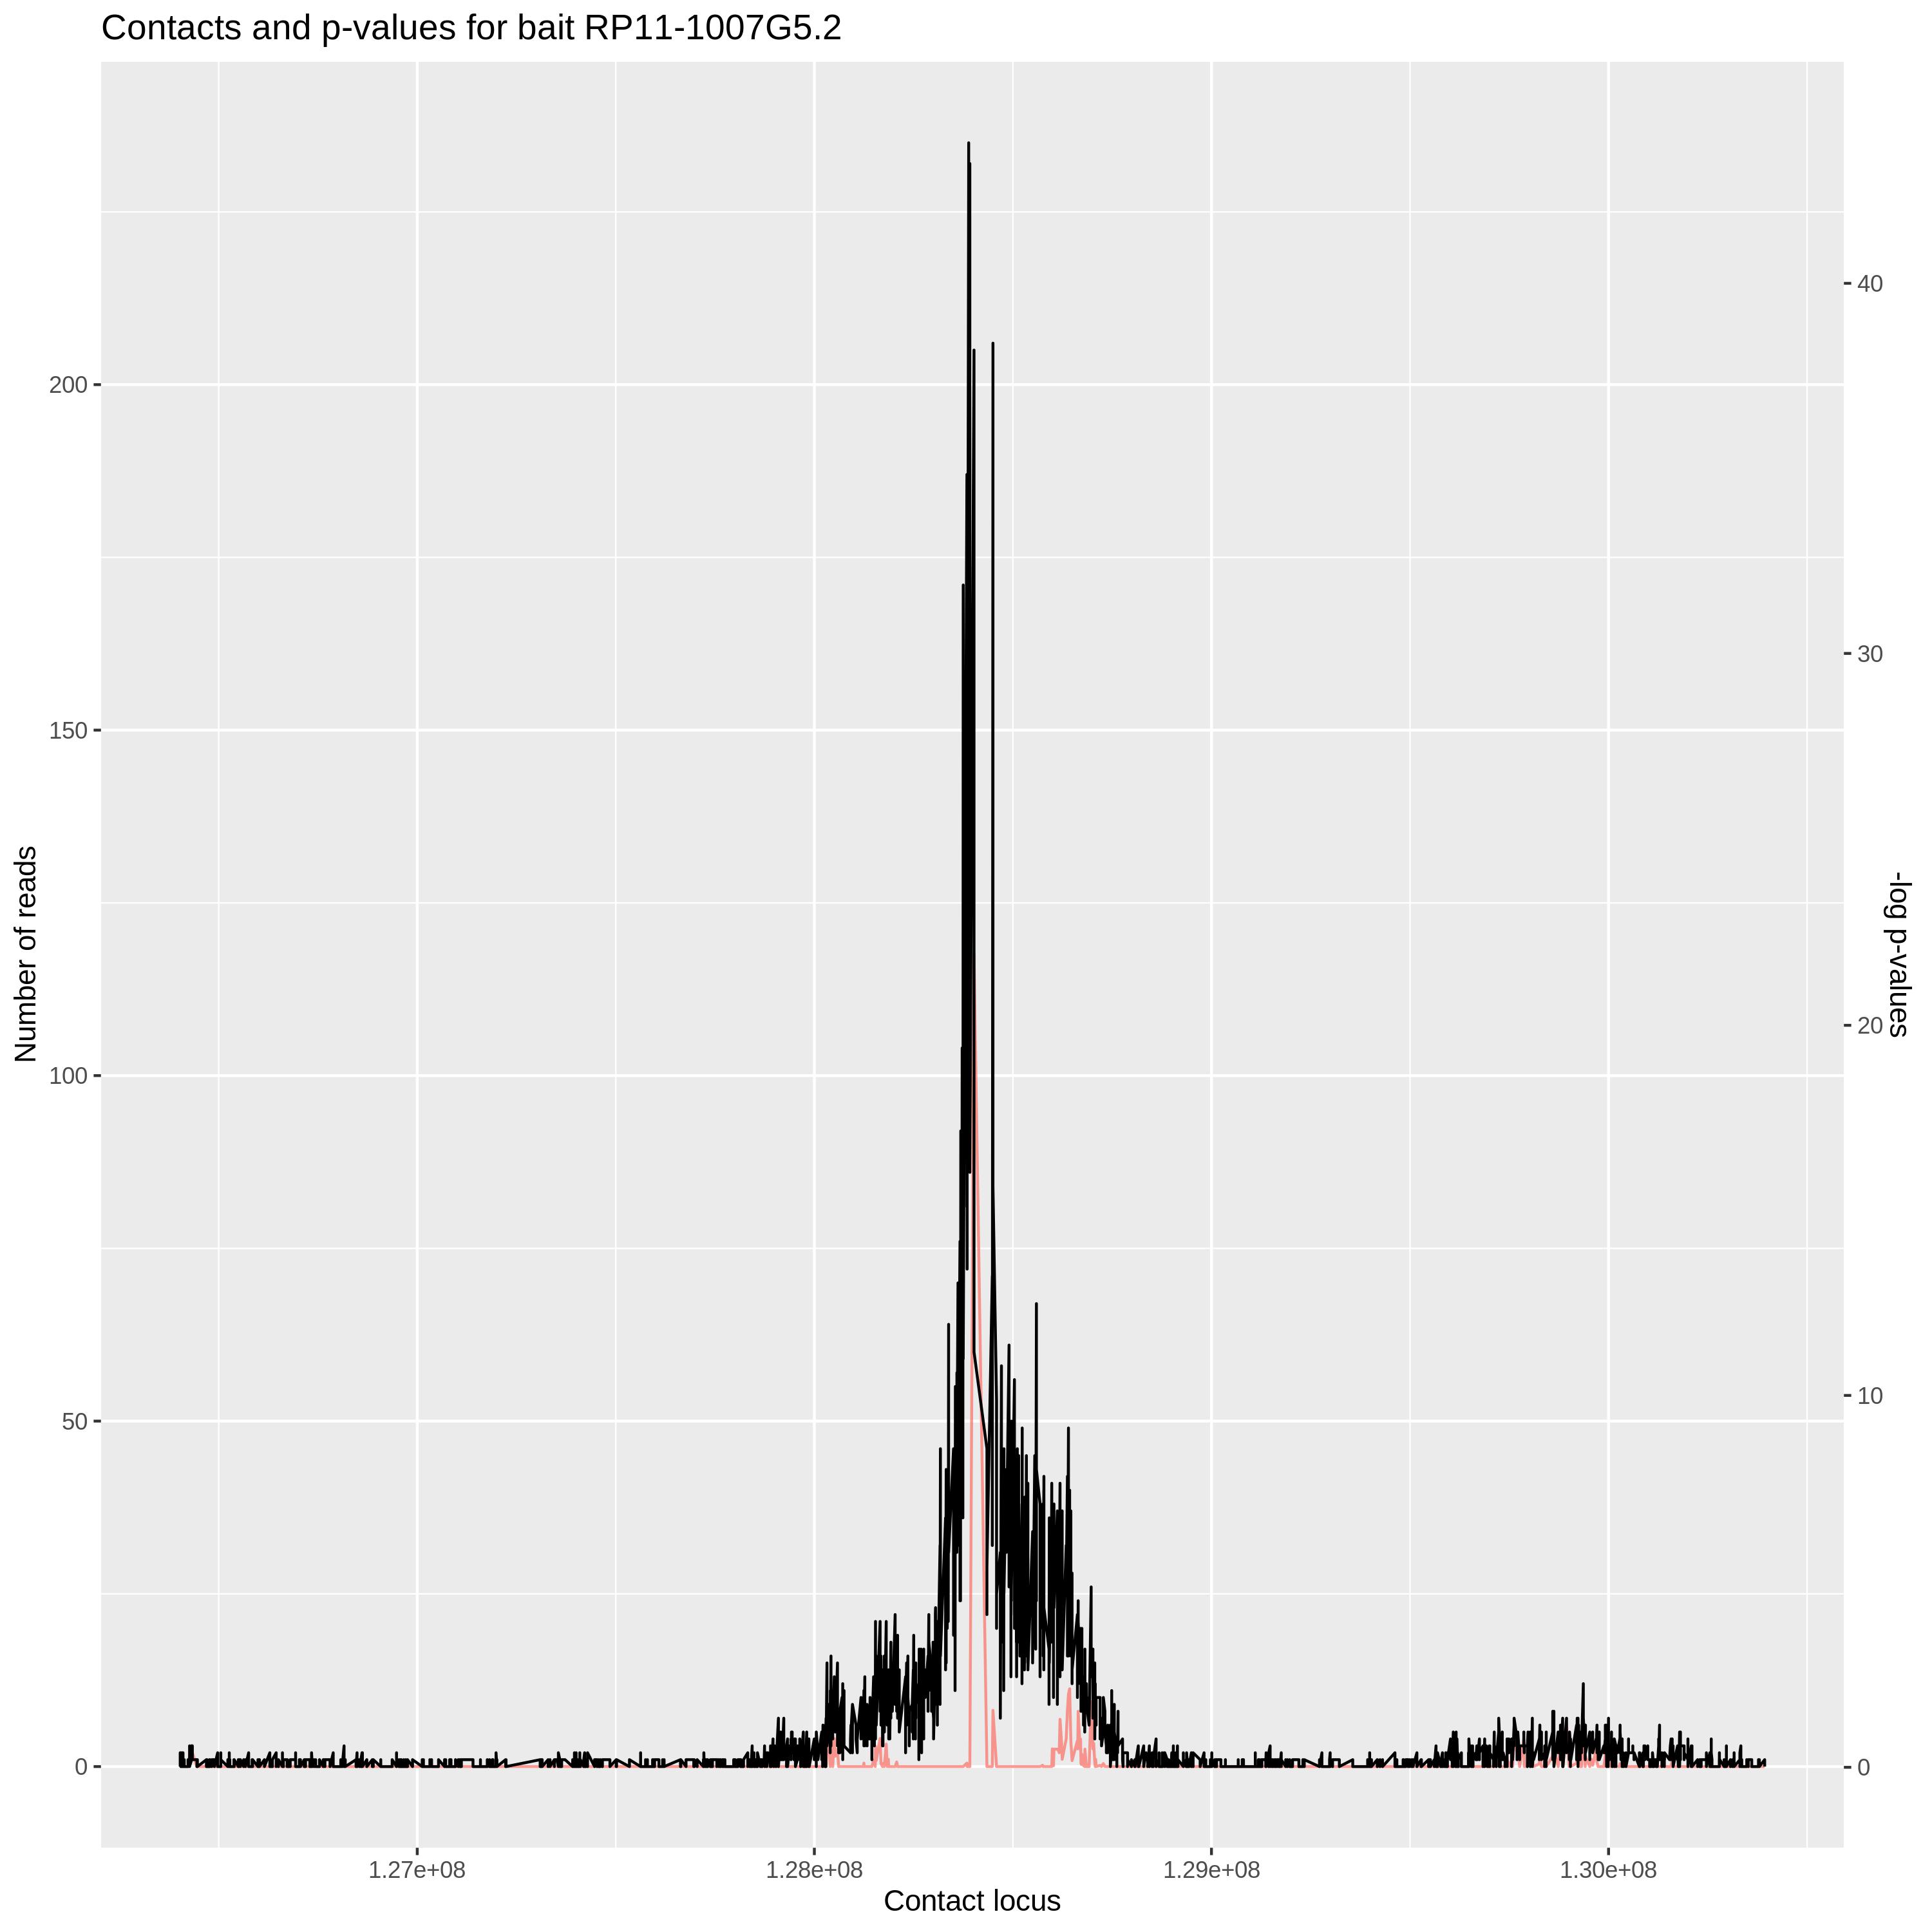 Contacts and p-values for bait RP11-1007G5.2
Number of reads
200
150
100
50
0
40
30
20
10
0
-log p-values
1.27e+08
1.28e+08
1.29e+08
1.30e+08
Contact locus